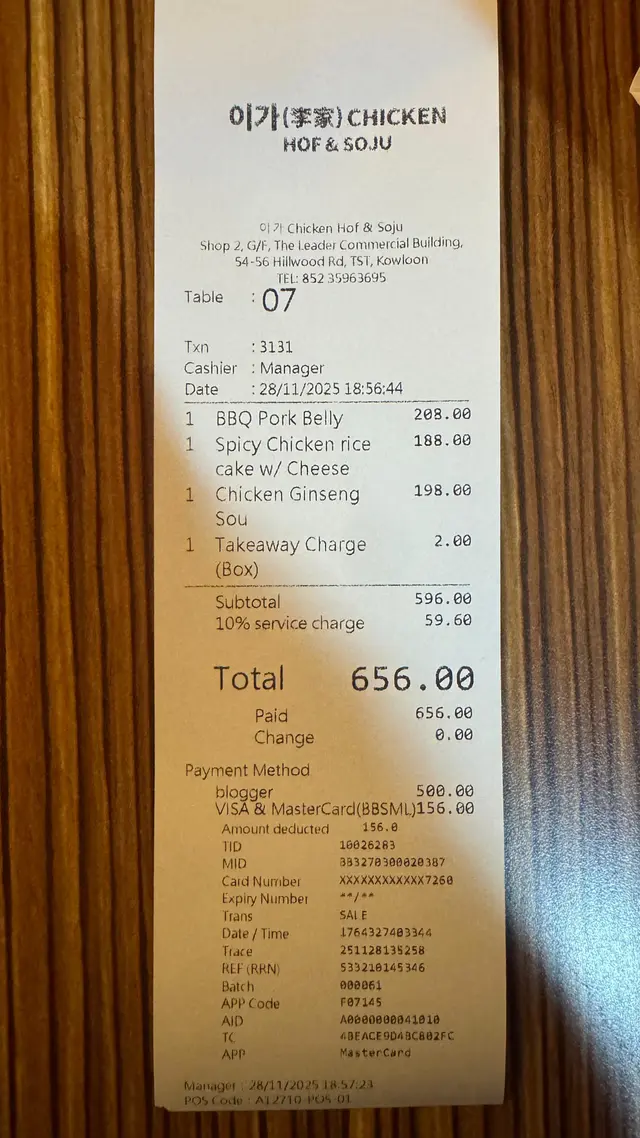 이가(李家) CHICKEN
HOF & SOJU
이가 Chicken Hof & Soju
Shop 2, G/F, The Leader Commercial Building,
54-56 Hillwood Rd, TST, Kowloon
TEL: 852 35963695
Table : 07
Txn : 3131
Cashier : Manager
Date : 28/11/2025 18:56:44
1 BBQ Pork Belly 208.00
1 Spicy Chicken rice 188.00
cake w/ Cheese
1 Chicken Ginseng 198.00
Sou
1 Takeaway Charge 2.00
(Box)
Subtotal 596.00
10% service charge 59.60
Total 656.00
Paid 656.00
Change 0.00
Payment Method
blogger 500.00
VISA & MasterCard(BBSML)156.00
Amount deducted 156.0
TID 10026283
MID BB3270300020387
Card Number XXXXXXXXXXXX7260
Expiry Number **/**
Trans SALE
Date / Time 1764327403344
Trace 251128135258
REF (RRN) 533210145346
Batch 000061
APP Code F07145
AID A0000000041010
TC 4BEACE9D4BCB02FC
APP MasterCard
Manager : 28/11/2025 18:57:23
POS Code : A12710-POS-01